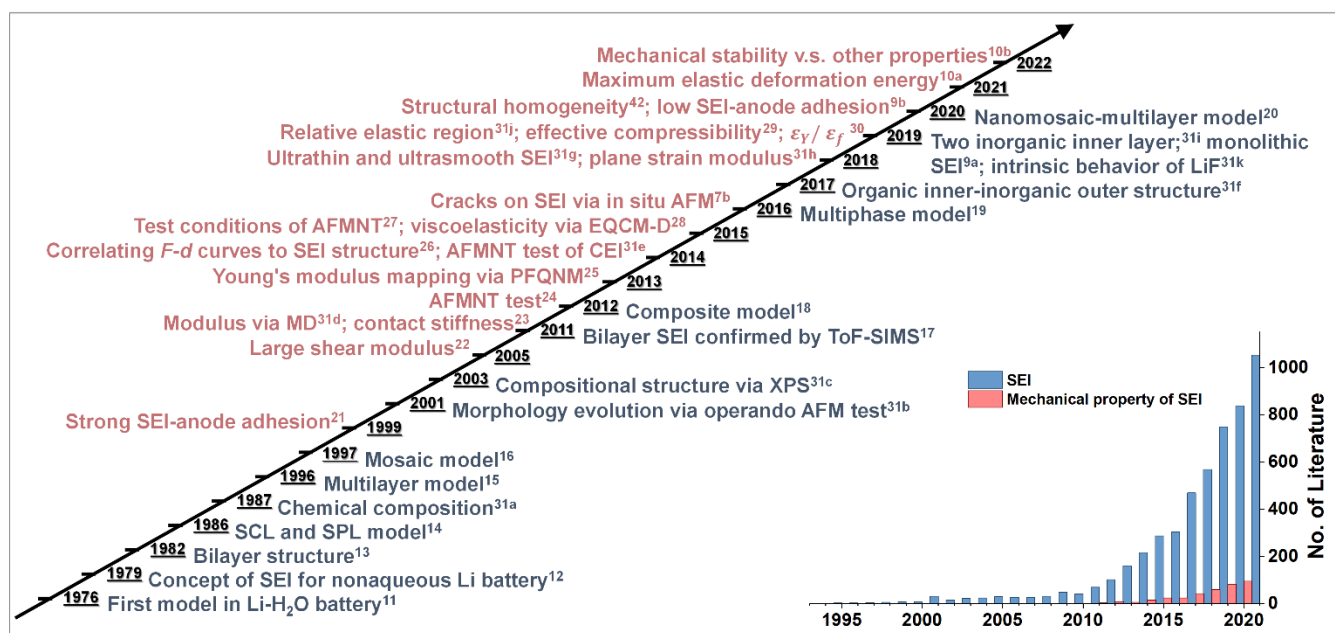 Mechanical stability v.s. other properties10b
2022
Maximum elastic deformation energy10a
2021
Structural homogeneity42; low SEI-anode adhesion9b
2020
Nanomosaic-multilayer model20
Relative elastic region31j; effective compressibility29; εY/ εf 30
2019
Two inorganic inner layer;31i monolithic
SEI9a; intrinsic behavior of LiF31k
Ultrathin and ultrasmooth SEI31g; plane strain modulus31h
2018
2017
Organic inner-inorganic outer structure31f
Cracks on SEI via in situ AFM7b
2016
Multiphase model19
Test conditions of AFMNT27; viscoelasticity via EQCM-D28
2015
Correlating F-d curves to SEI structure26; AFMNT test of CEI31e
2014
Young's modulus mapping via PFQNM25
2013
AFMNT test24
2012
Composite model18
Modulus via MD31d; contact stiffness23
2011
Bilayer SEI confirmed by ToF-SIMS17
Large shear modulus22
2005
2003
Compositional structure via XPS31c
2001
Morphology evolution via operando AFM test31b
Strong SEI-anode adhesion21
1999
1997
Mosaic model16
1996
Multilayer model15
1987
Chemical composition31a
1986
SCL and SPL model14
1982
Bilayer structure13
1979
Concept of SEI for nonaqueous Li battery12
1976
First model in Li-H2O battery11
SEI
Mechanical property of SEI
1000
800
600
400
200
0
No. of Literature
1995
2000
2005
2010
2015
2020